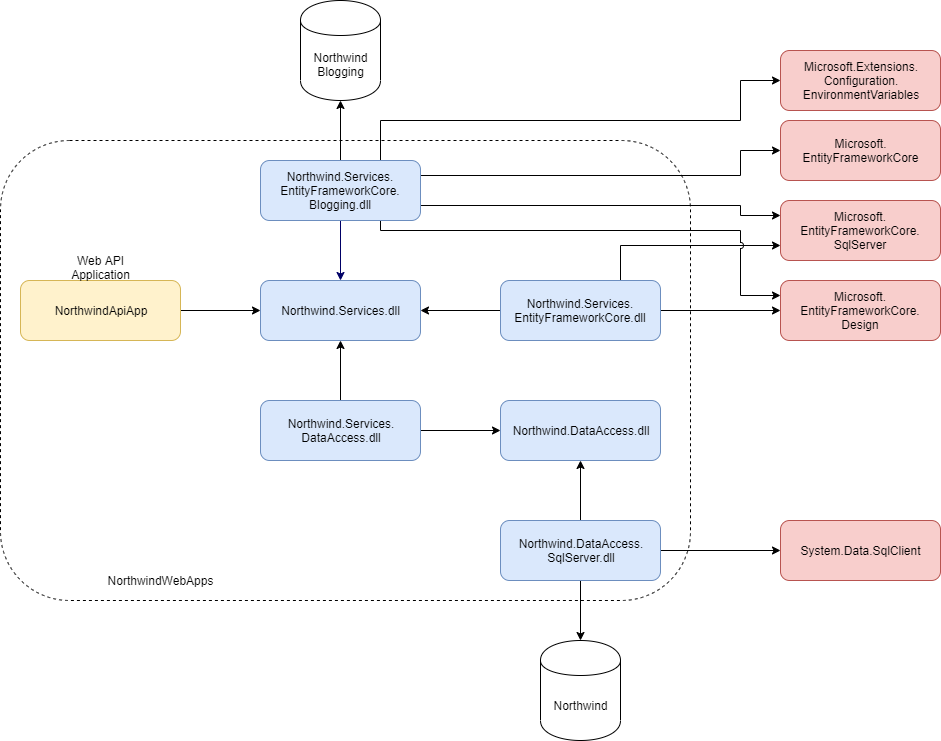 Northwind
Blogging
Microsoft.Extensions.
Configuration.
EnvironmentVariables
Microsoft.
EntityFrameworkCore
Northwind.Services.
EntityFrameworkCore.
Blogging.dll
Microsoft.
EntityFrameworkCore.
SqlServer
Web API
Application
NorthwindApiApp
Northwind.Services.dll
Northwind.Services.
EntityFrameworkCore.dll
Microsoft.
EntityFrameworkCore.
Design
Northwind.Services.
DataAccess.dll
Northwind.DataAccess.dll
Northwind.DataAccess.
SqlServer.dll
System.Data.SqlClient
NorthwindWebApps
Northwind